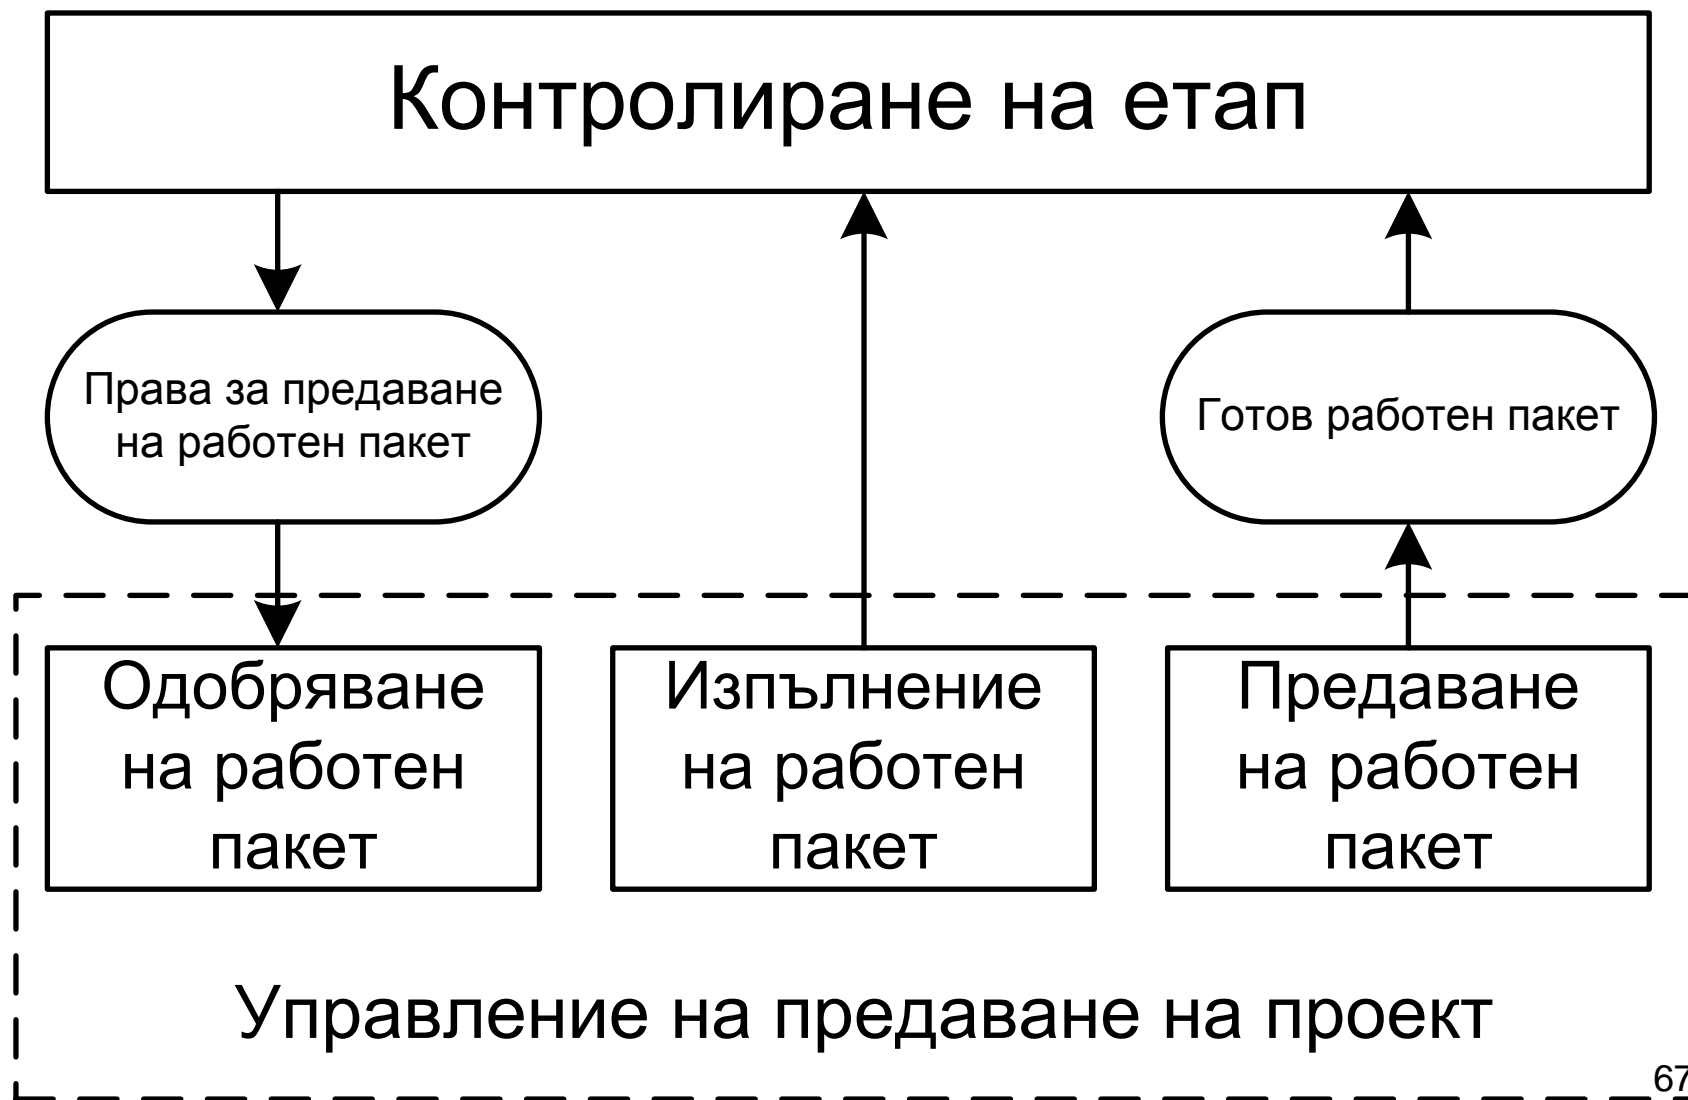 Контролиране на етап
Права за предаване
на работен пакет
Готов работен пакет
Одобряване
на работен
пакет
Изпълнение
на работен
пакет
Предаване
на работен
пакет
Управление на предаване на проект
67